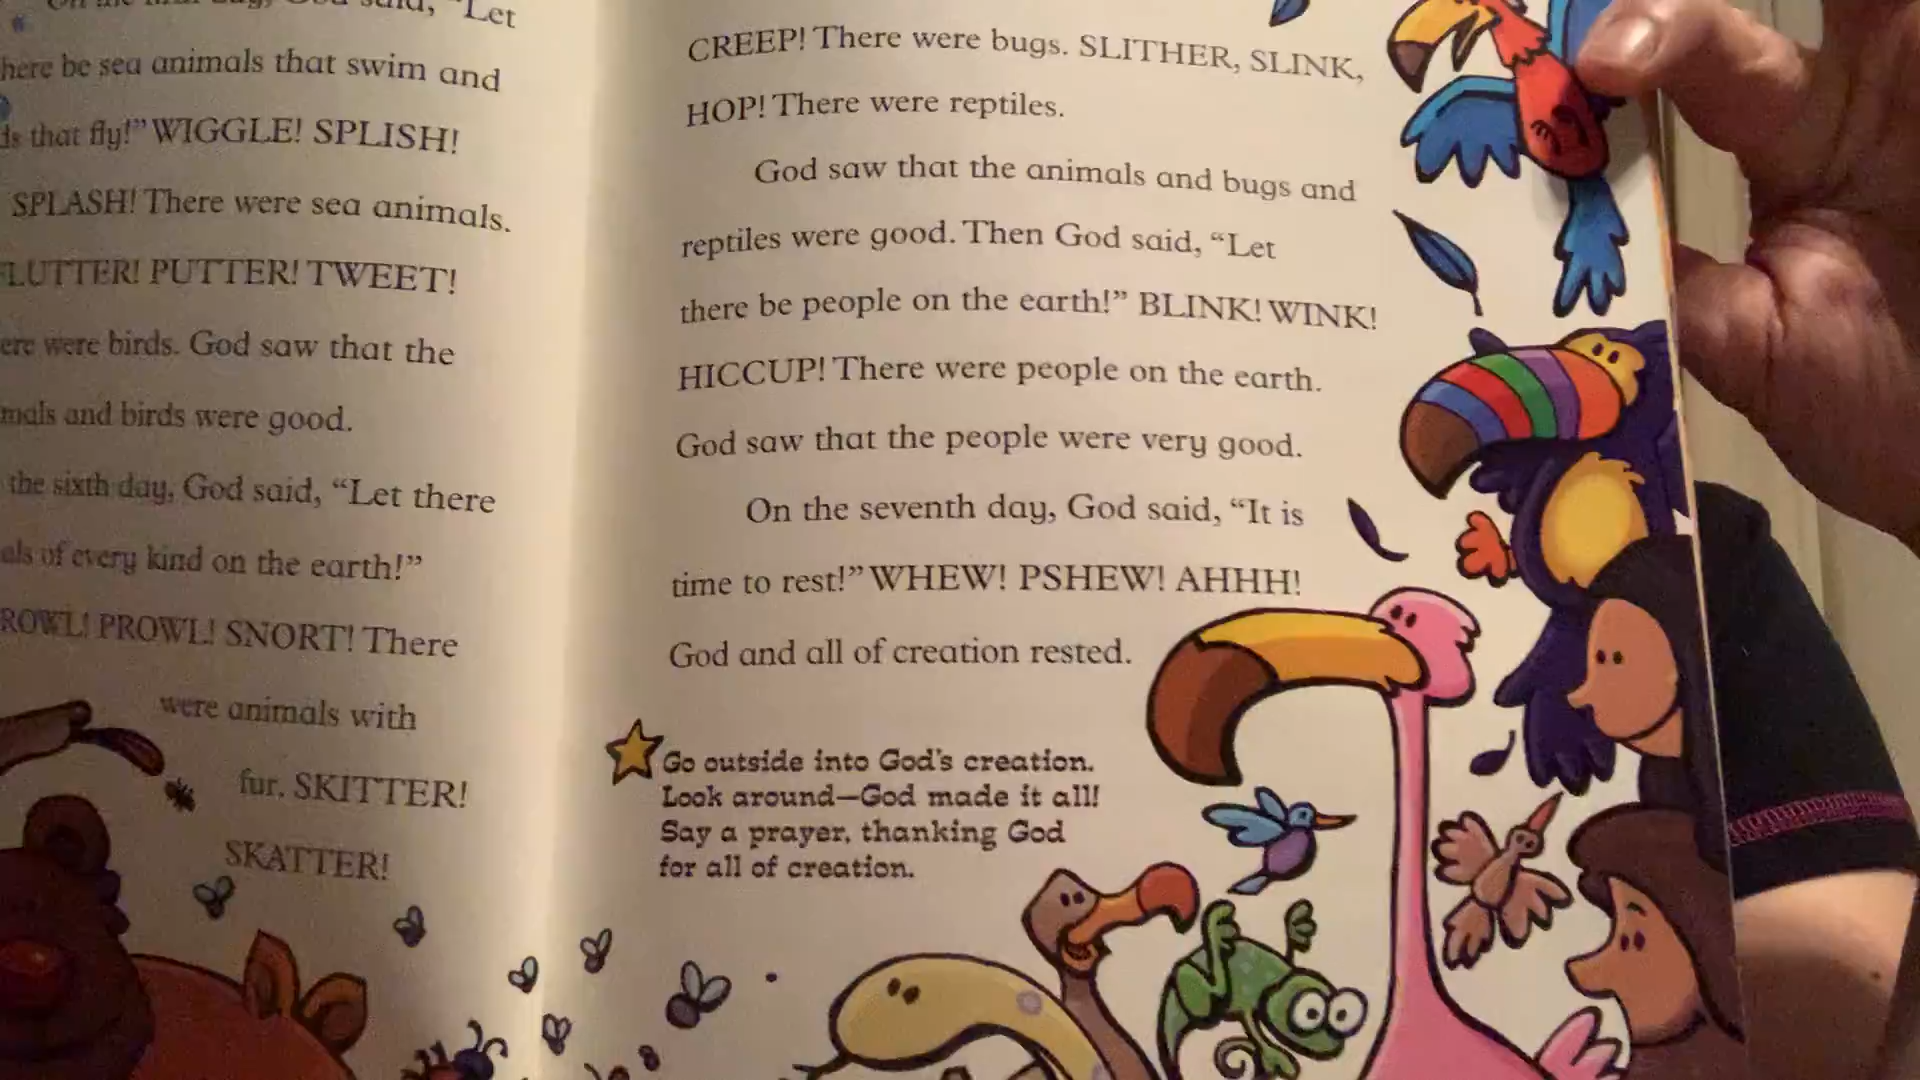 said, "Let
here be sea animals that swim and
that fly!" WIGGLE! SPLISH!
SPLASH! There were sea animals.
LUTTER! PUTTER! TWEET!
ere were birds. God saw that the
mals and birds were good.
the sixth day, God said, "Let there
als of every kind on the earth!"
ROWL! PROWL! SNORT! There
were animals with
fur. SKITTER!
SKATTER!
CREEP! There were bugs. SLITHER, SLINK,
HOP! There were reptiles.
God saw that the animals and bugs and
reptiles were good. Then God said, "Let
there be people on the earth!" BLINK! WINK!
HICCUP! There were people on the earth.
God saw that the people were very good.
On the seventh day, God said, "It is
time to rest!" WHEW! PSHEW! AHHH!
God and all of creation rested.
Go outside into God's creation.
Look around—God made it all!
Say a prayer, thanking God
for all of creation.